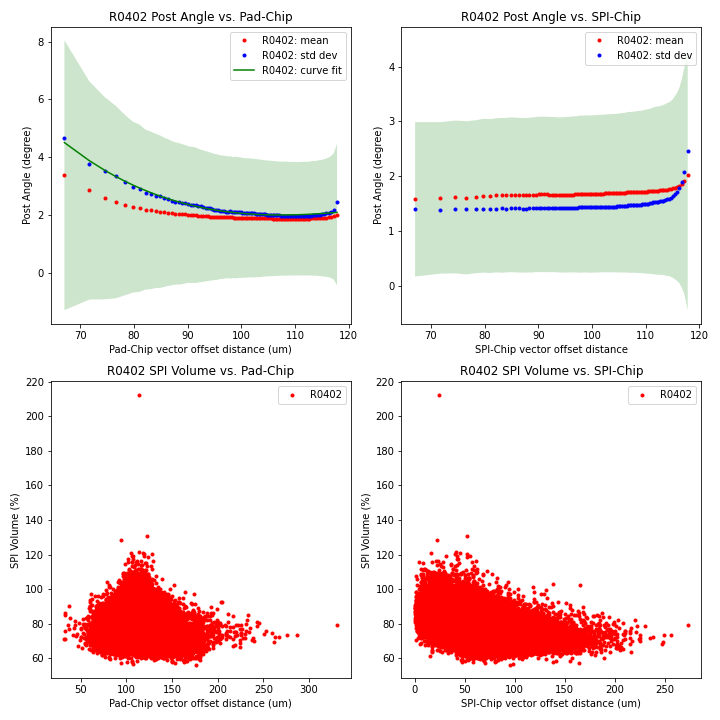 R0402 Post Angle vs. Pad-Chip
R0402: mean
R0402: std dev
R0402: curve fit
8
6
4
2
0
Post Angle (degree)
70 80 90 100 110 120
Pad-Chip vector offset distance (um)
R0402 Post Angle vs. SPI-Chip
R0402: mean
R0402: std dev
4
3
2
1
0
Post Angle (degree)
70 80 90 100 110 120
SPI-Chip vector offset distance
R0402 SPI Volume vs. Pad-Chip
R0402
220
200
180
160
140
120
100
80
60
SPI Volume (%)
50 100 150 200 250 300
Pad-Chip vector offset distance (um)
R0402 SPI Volume vs. SPI-Chip
R0402
220
200
180
160
140
120
100
80
60
SPI Volume (%)
0 50 100 150 200 250
SPI-Chip vector offset distance (um)